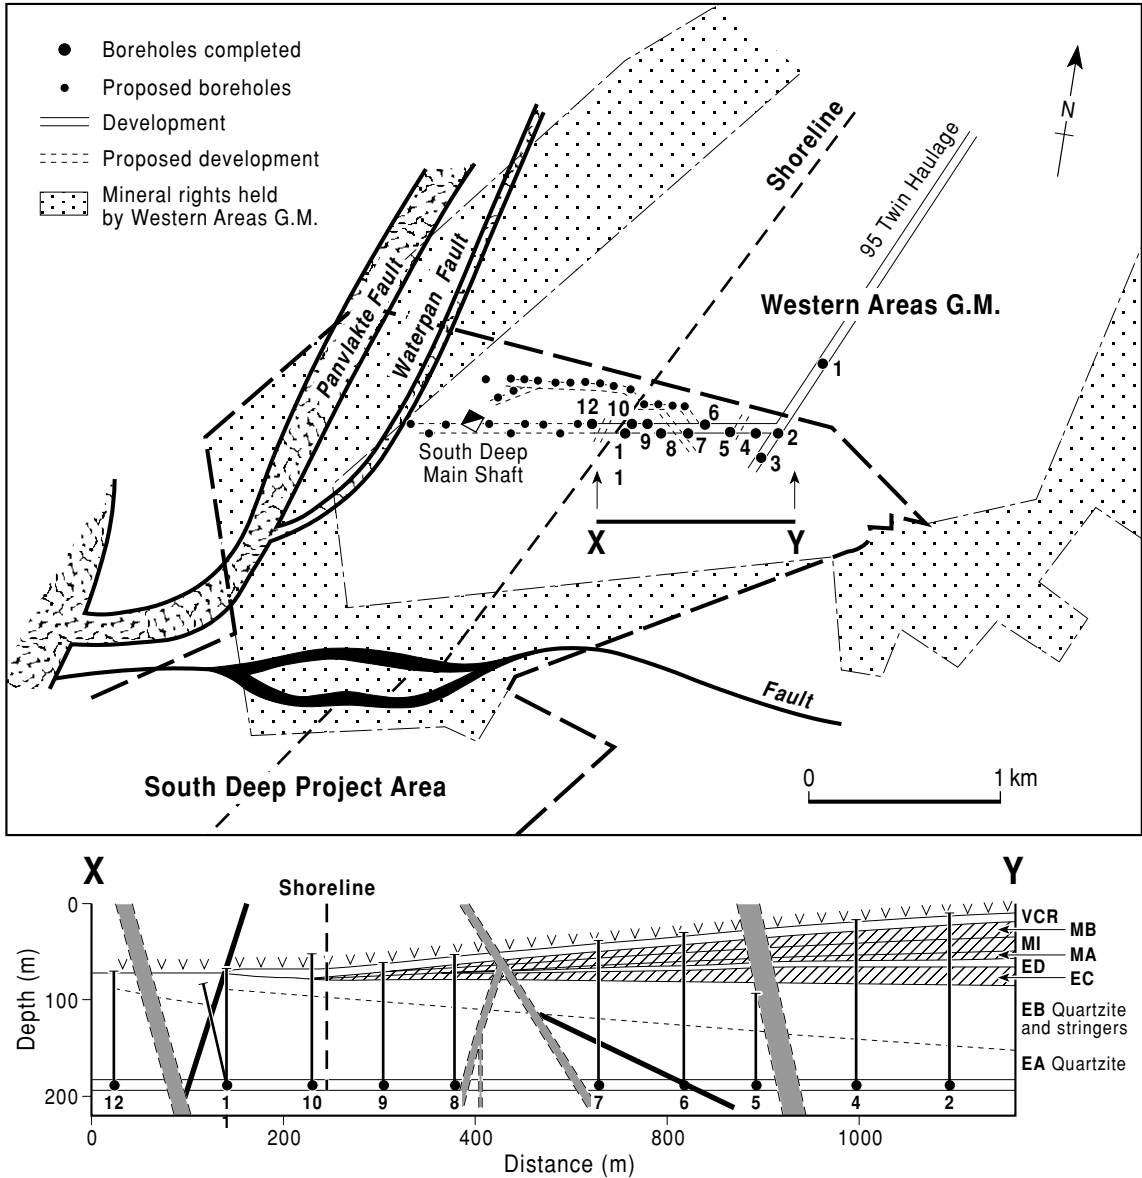 Boreholes completed
Proposed boreholes
Development
Proposed development
Mineral rights held
by Western Areas G.M.
N
Shoreline
95 Twin Haulage
Panvlakte Fault
Waterpan Fault
Western Areas G.M.
1
12
10
6
9
8
7
5
4
2
3
1
1
South Deep
Main Shaft
X
Y
Fault
South Deep Project Area
0
1 km
X
Y
Shoreline
0
100
200
Depth (m)
VCR
MB
MI
MA
ED
EC
EB Quartzite
and stringers
EA Quartzite
12
1
1
10
9
8
7
6
5
4
2
0
200
400
800
1000
Distance (m)